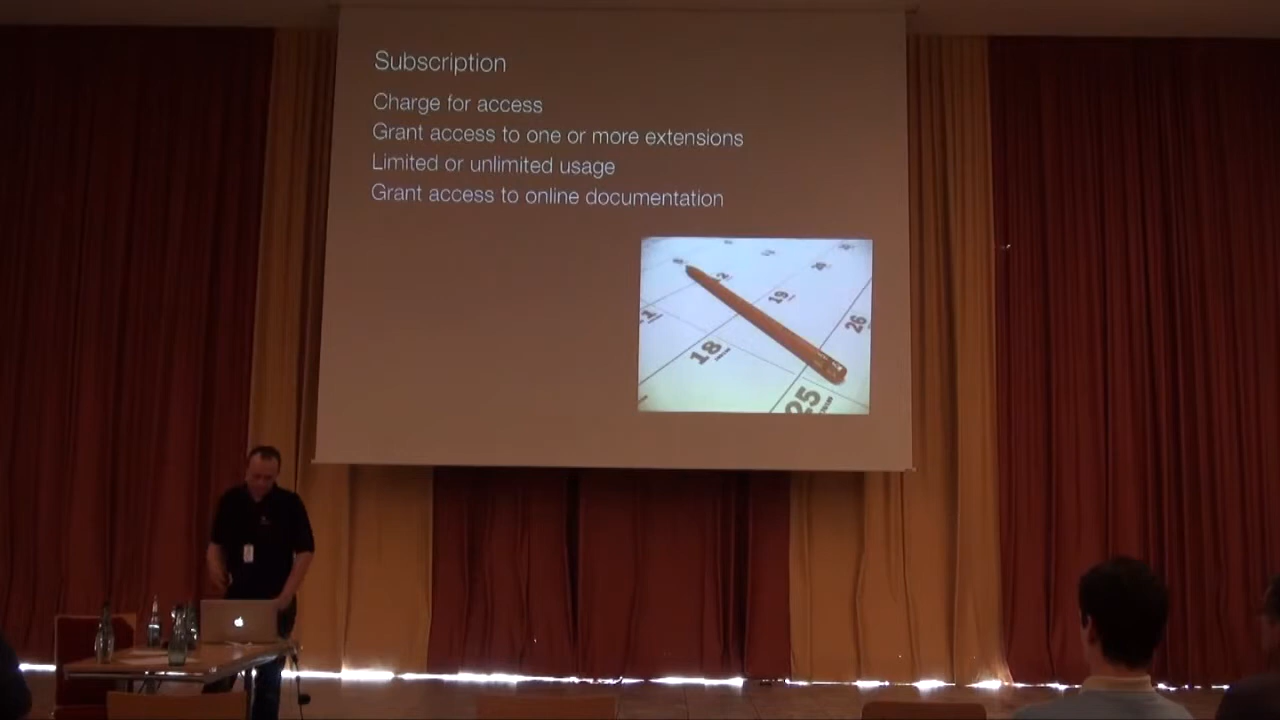 Subscription
Charge for access
Grant access to one or more extensions
Limited or unlimited usage
Grant access to online documentation
12
19
26
18
25